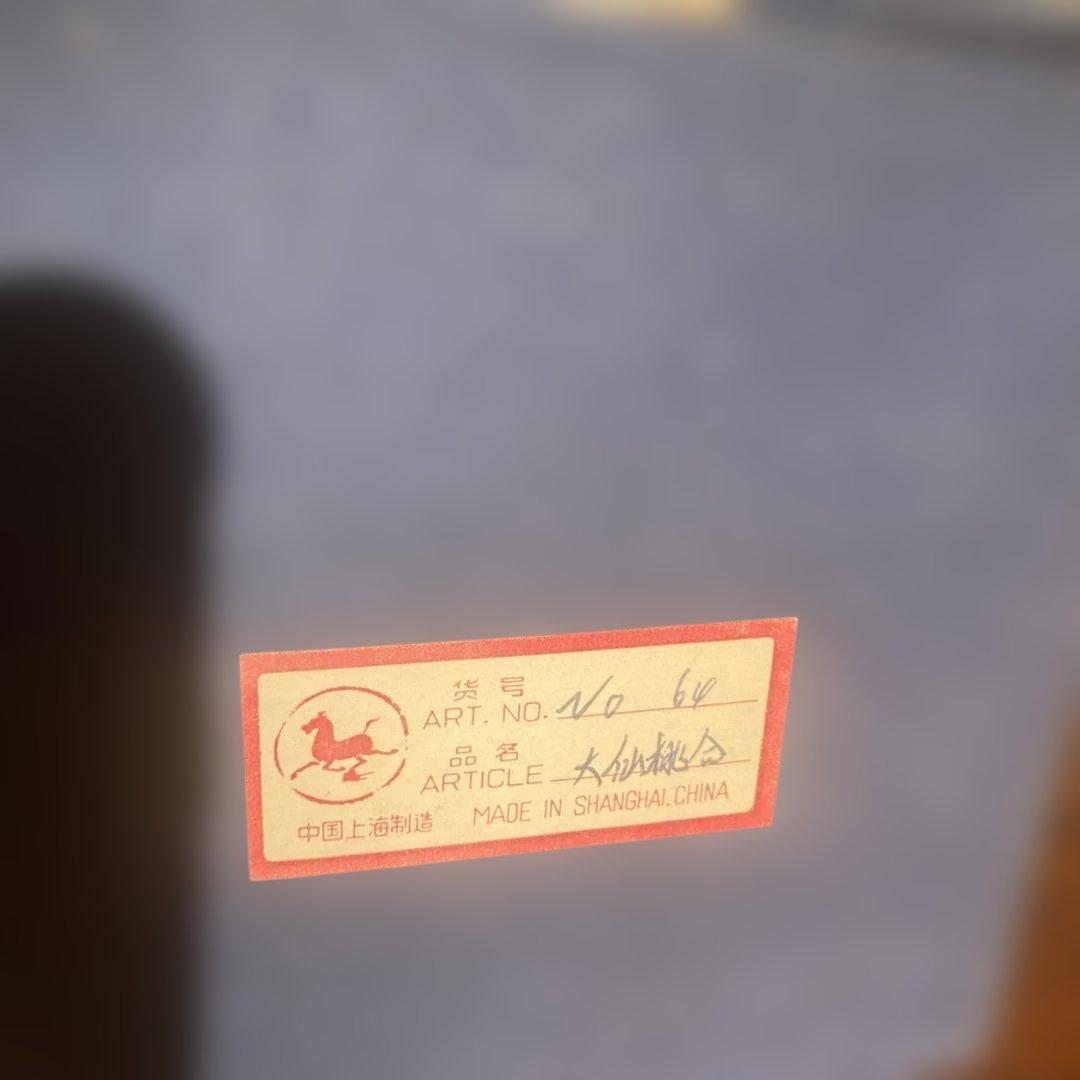 货号
ART. NO. No 64
品名
ARTICLE 大仙桃合
MADE IN SHANGHAI.CHINA
中国上海制造